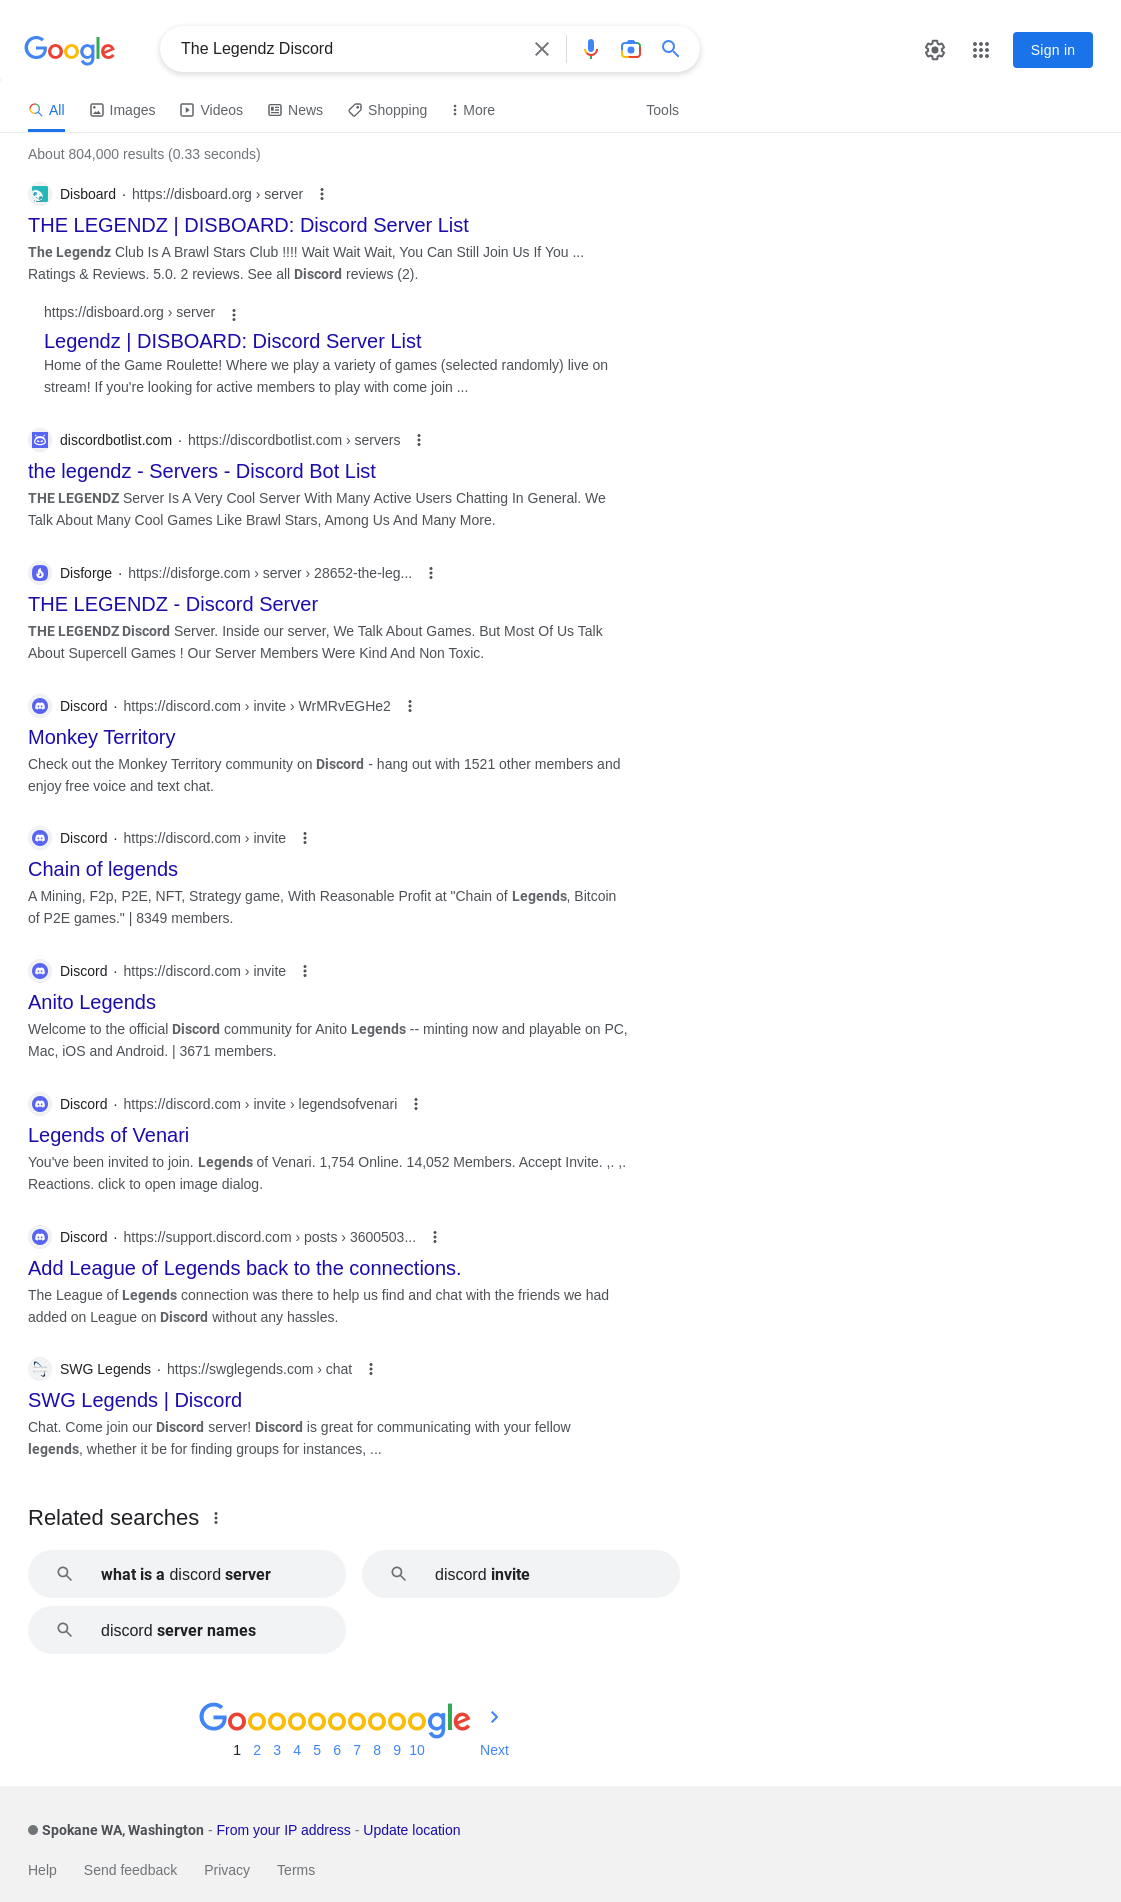 Google
The Legendz Discord
Sign in
All Images Videos News Shopping More Tools
About 804,000 results (0.33 seconds)
Disboard · https://disboard.org › server
THE LEGENDZ | DISBOARD: Discord Server List
The Legendz Club Is A Brawl Stars Club !!!! Wait Wait Wait, You Can Still Join Us If You ...
Ratings & Reviews. 5.0. 2 reviews. See all Discord reviews (2).
https://disboard.org › server
Legendz | DISBOARD: Discord Server List
Home of the Game Roulette! Where we play a variety of games (selected randomly) live on
stream! If you're looking for active members to play with come join ...
discordbotlist.com · https://discordbotlist.com › servers
the legendz - Servers - Discord Bot List
THE LEGENDZ Server Is A Very Cool Server With Many Active Users Chatting In General. We
Talk About Many Cool Games Like Brawl Stars, Among Us And Many More.
Disforge · https://disforge.com › server › 28652-the-leg...
THE LEGENDZ - Discord Server
THE LEGENDZ Discord Server. Inside our server, We Talk About Games. But Most Of Us Talk
About Supercell Games ! Our Server Members Were Kind And Non Toxic.
Discord · https://discord.com › invite › WrMRvEGHe2
Monkey Territory
Check out the Monkey Territory community on Discord - hang out with 1521 other members and
enjoy free voice and text chat.
Discord · https://discord.com › invite
Chain of legends
A Mining, F2p, P2E, NFT, Strategy game, With Reasonable Profit at "Chain of Legends, Bitcoin
of P2E games." | 8349 members.
Discord · https://discord.com › invite
Anito Legends
Welcome to the official Discord community for Anito Legends -- minting now and playable on PC,
Mac, iOS and Android. | 3671 members.
Discord · https://discord.com › invite › legendsofvenari
Legends of Venari
You've been invited to join. Legends of Venari. 1,754 Online. 14,052 Members. Accept Invite. ,. ,.
Reactions. click to open image dialog.
Discord · https://support.discord.com › posts › 3600503...
Add League of Legends back to the connections.
The League of Legends connection was there to help us find and chat with the friends we had
added on League on Discord without any hassles.
SWG Legends · https://swglegends.com › chat
SWG Legends | Discord
Chat. Come join our Discord server! Discord is great for communicating with your fellow
legends, whether it be for finding groups for instances, ...
Related searches
what is a discord server
discord invite
discord server names
Goooooooooogle
1 2 3 4 5 6 7 8 9 10 Next
Spokane WA, Washington - From your IP address - Update location
Help Send feedback Privacy Terms